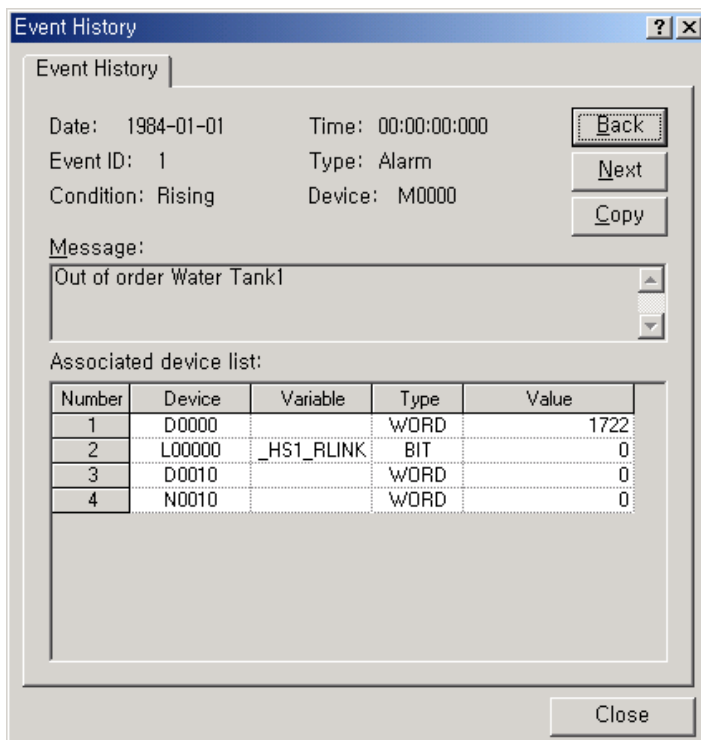 Event History
Event History
Date: 1984-01-01 Time: 00:00:00:000 Back
Event ID: 1 Type: Alarm Next
Condition: Rising Device: M0000 Copy
Message:
Out of order Water Tank1
Associated device list:
Number Device Variable Type Value
1 D0000 WORD 1722
2 L00000 _HS1_RLINK BIT 0
3 D0010 WORD 0
4 N0010 WORD 0
Close